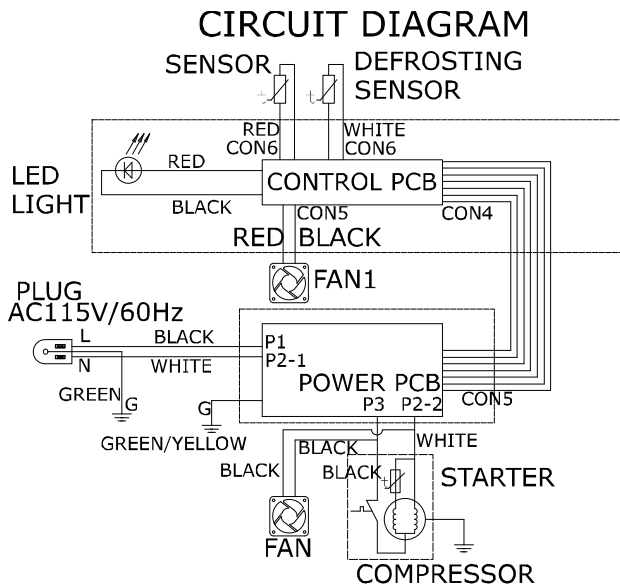 CIRCUIT DIAGRAM
SENSOR
DEFROSTING
SENSOR
RED
CON6
WHITE
CON6
LED
LIGHT
RED
BLACK
CONTROL PCB
CON5
CON4
RED BLACK
FAN1
PLUG
AC115V/60Hz
L
BLACK
N
WHITE
GREEN
G
P1
P2-1
POWER PCB
P3 P2-2
CON5
G
GREEN/YELLOW
WHITE
BLACK
BLACK
BLACK
STARTER
FAN
COMPRESSOR